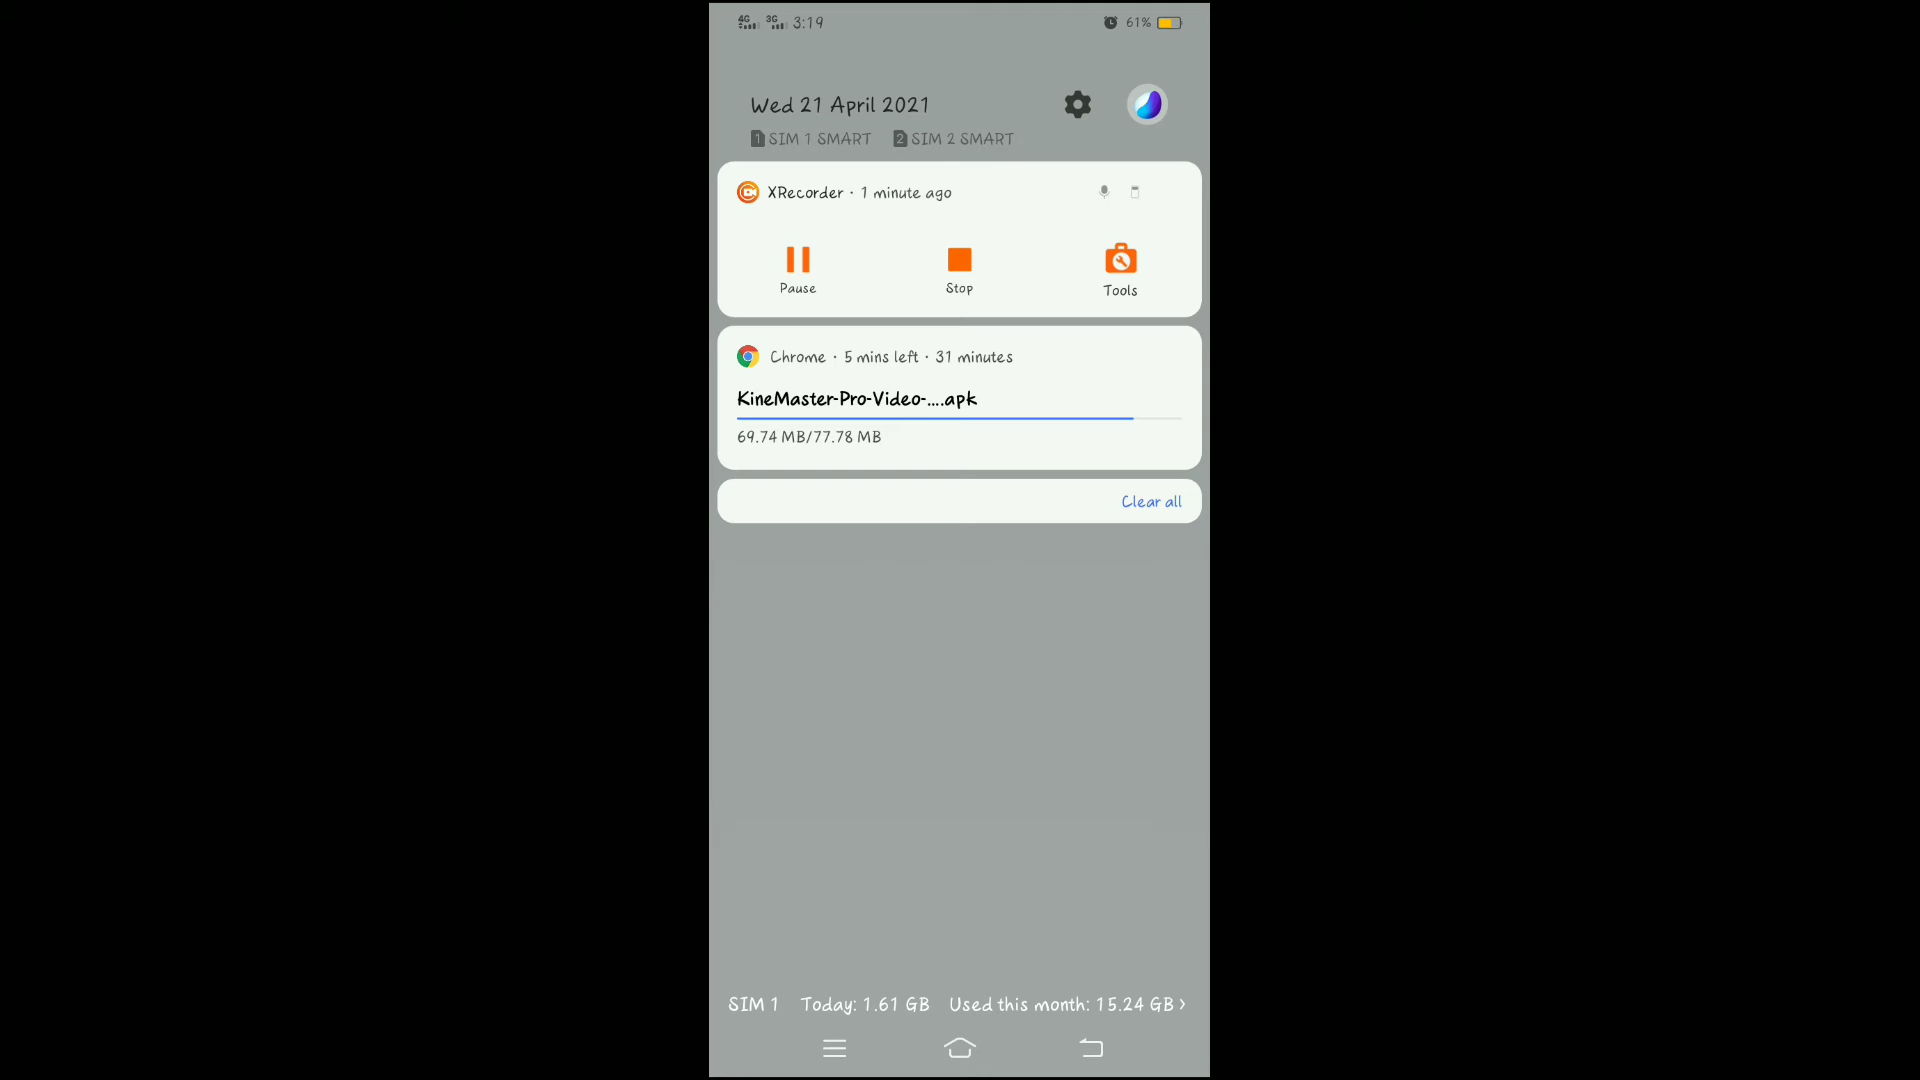 4G 3G 3:19 61%
Wed 21 April 2021
1 SIM 1 SMART 2 SIM 2 SMART
XRecorder · 1 minute ago
Pause Stop Tools
Chrome · 5 mins left · 31 minutes
KineMaster-Pro-Video-....apk
69.74 MB/77.78 MB
Clear all
SIM 1 Today: 1.61 GB Used this month: 15.24 GB >